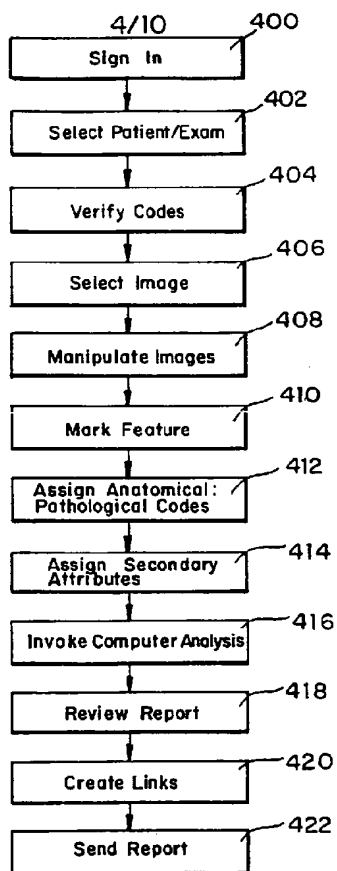 4/10
400
Sign In
402
Select Patient/Exam
404
Verify Codes
406
Select Image
408
Manipulate Images
410
Mark Feature
412
Assign Anatomical:
Pathological Codes
414
Assign Secondary
Attributes
416
Invoke Computer Analysis
418
Review Report
420
Create Links
422
Send Report